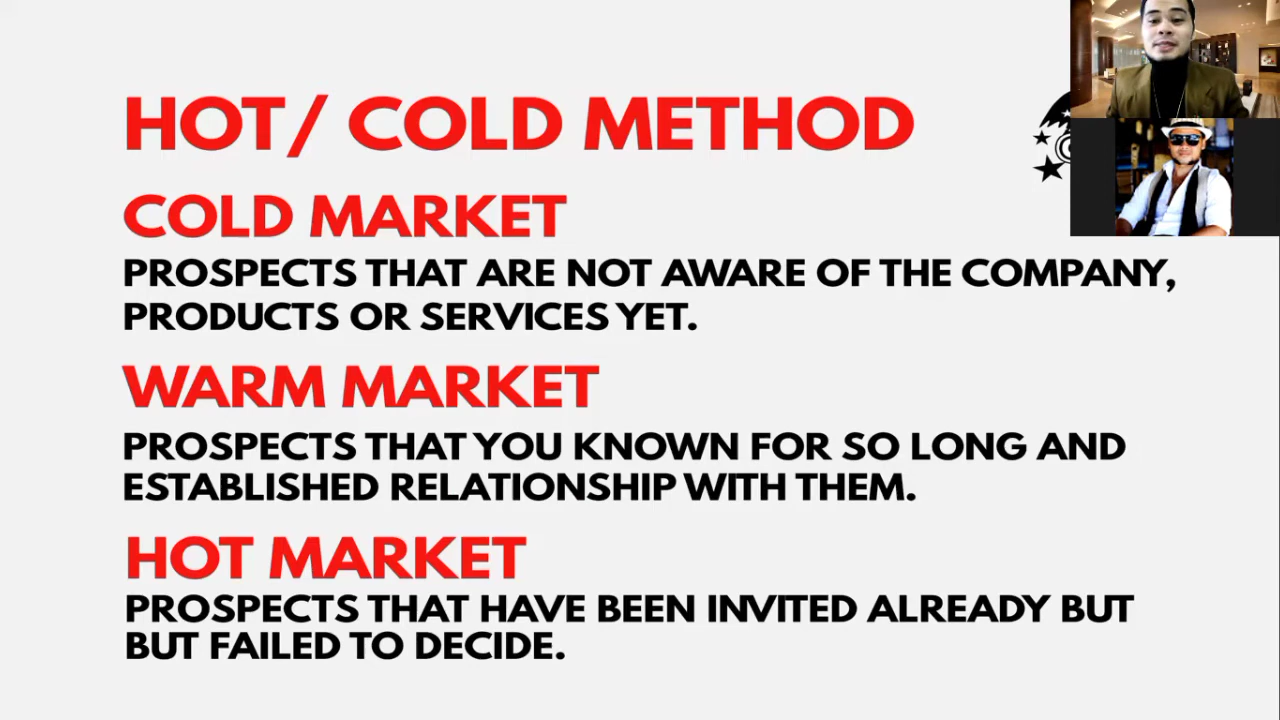 HOT/ COLD METHOD
COLD MARKET
PROSPECTS THAT ARE NOT AWARE OF THE COMPANY,
PRODUCTS OR SERVICES YET.
WARM MARKET
PROSPECTS THAT YOU KNOWN FOR SO LONG AND
ESTABLISHED RELATIONSHIP WITH THEM.
HOT MARKET
PROSPECTS THAT HAVE BEEN INVITED ALREADY BUT
BUT FAILED TO DECIDE.